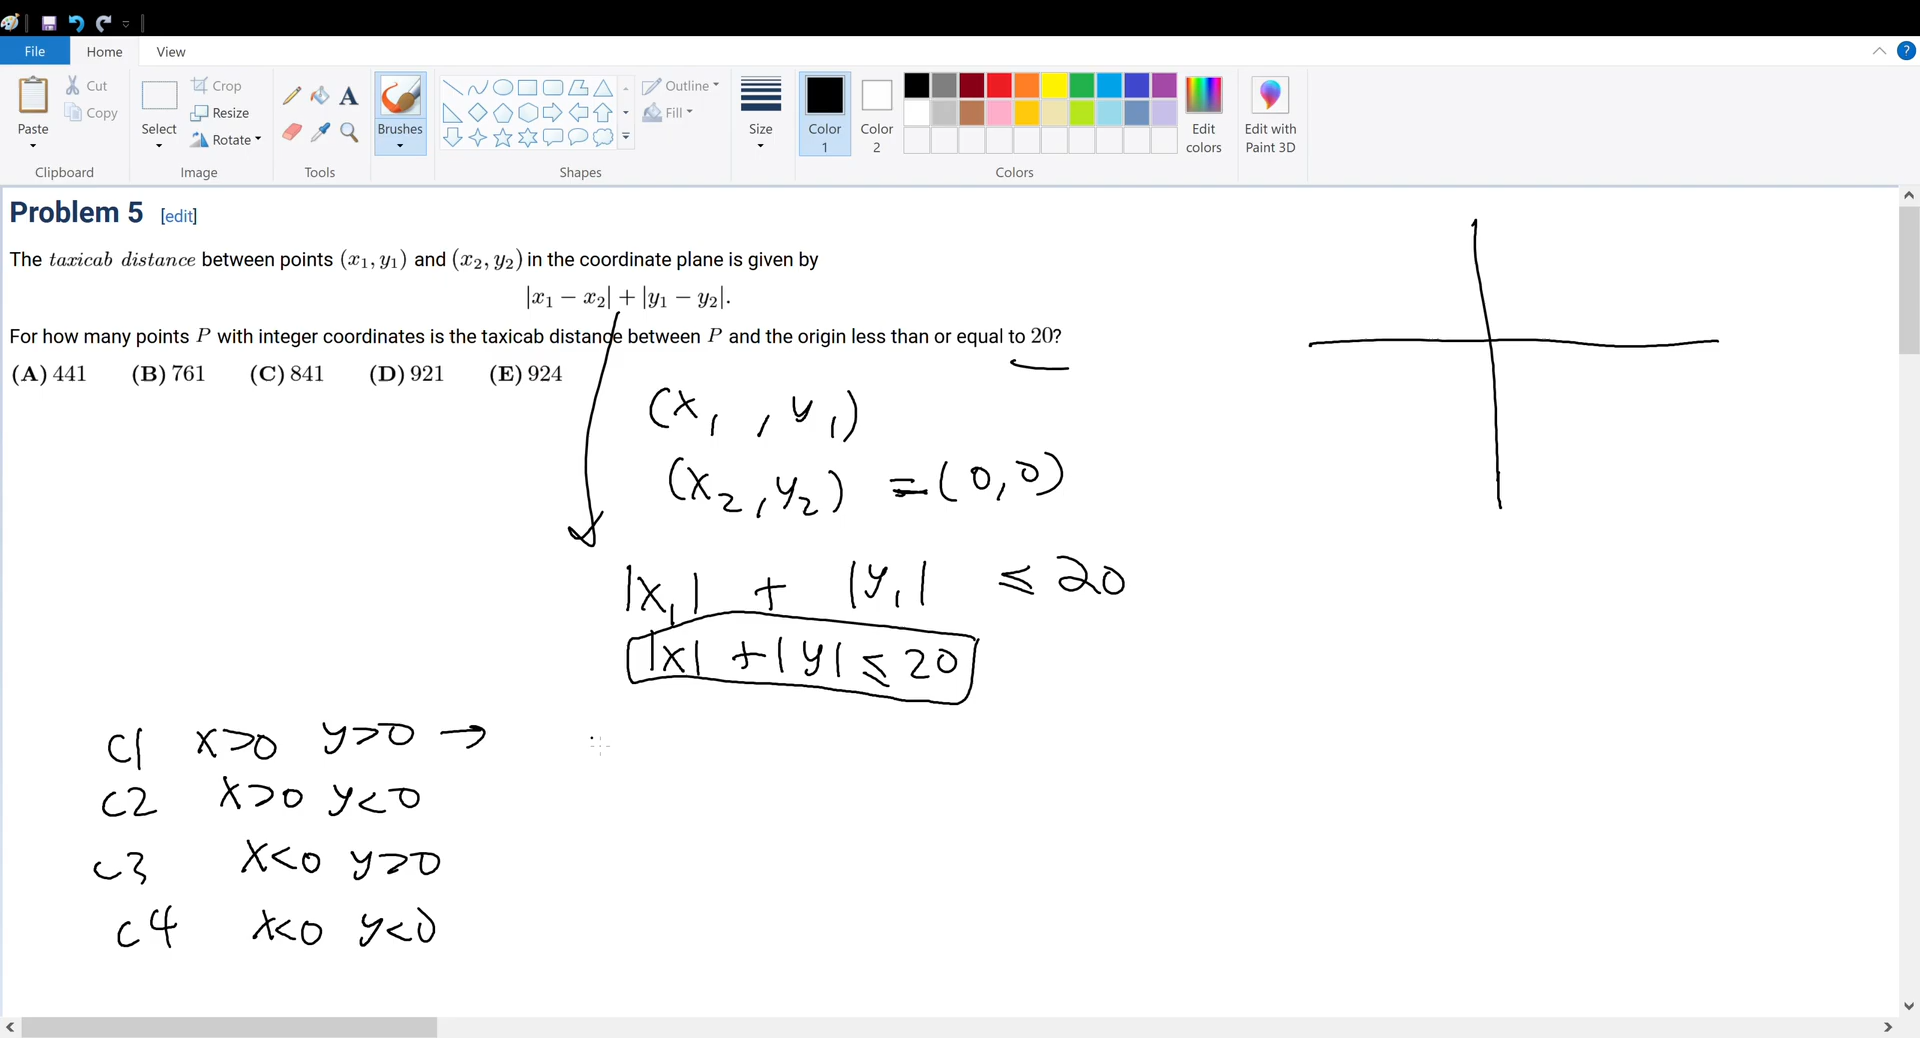 File Home View
Paste Cut Copy Clipboard
Select Crop Resize Rotate Image
Tools
Brushes
Outline Fill Shapes
Size
Color 1 Color 2 Edit colors Edit with Paint 3D Colors
Problem 5 [edit]
The taxicab distance between points (x₁, y₁) and (x₂, y₂) in the coordinate plane is given by
|x₁ − x₂| + |y₁ − y₂|.
For how many points P with integer coordinates is the taxicab distance between P and the origin less than or equal to 20?
(A) 441 (B) 761 (C) 841 (D) 921 (E) 924
(x₁, y₁)
(x₂, y₂) = (0,0)
|x₁| + |y₁| ≤ 20
|x| + |y| ≤ 20
C1 x>0 y>0 →
C2 x>0 y<0
C3 x<0 y>0
C4 x<0 y<0